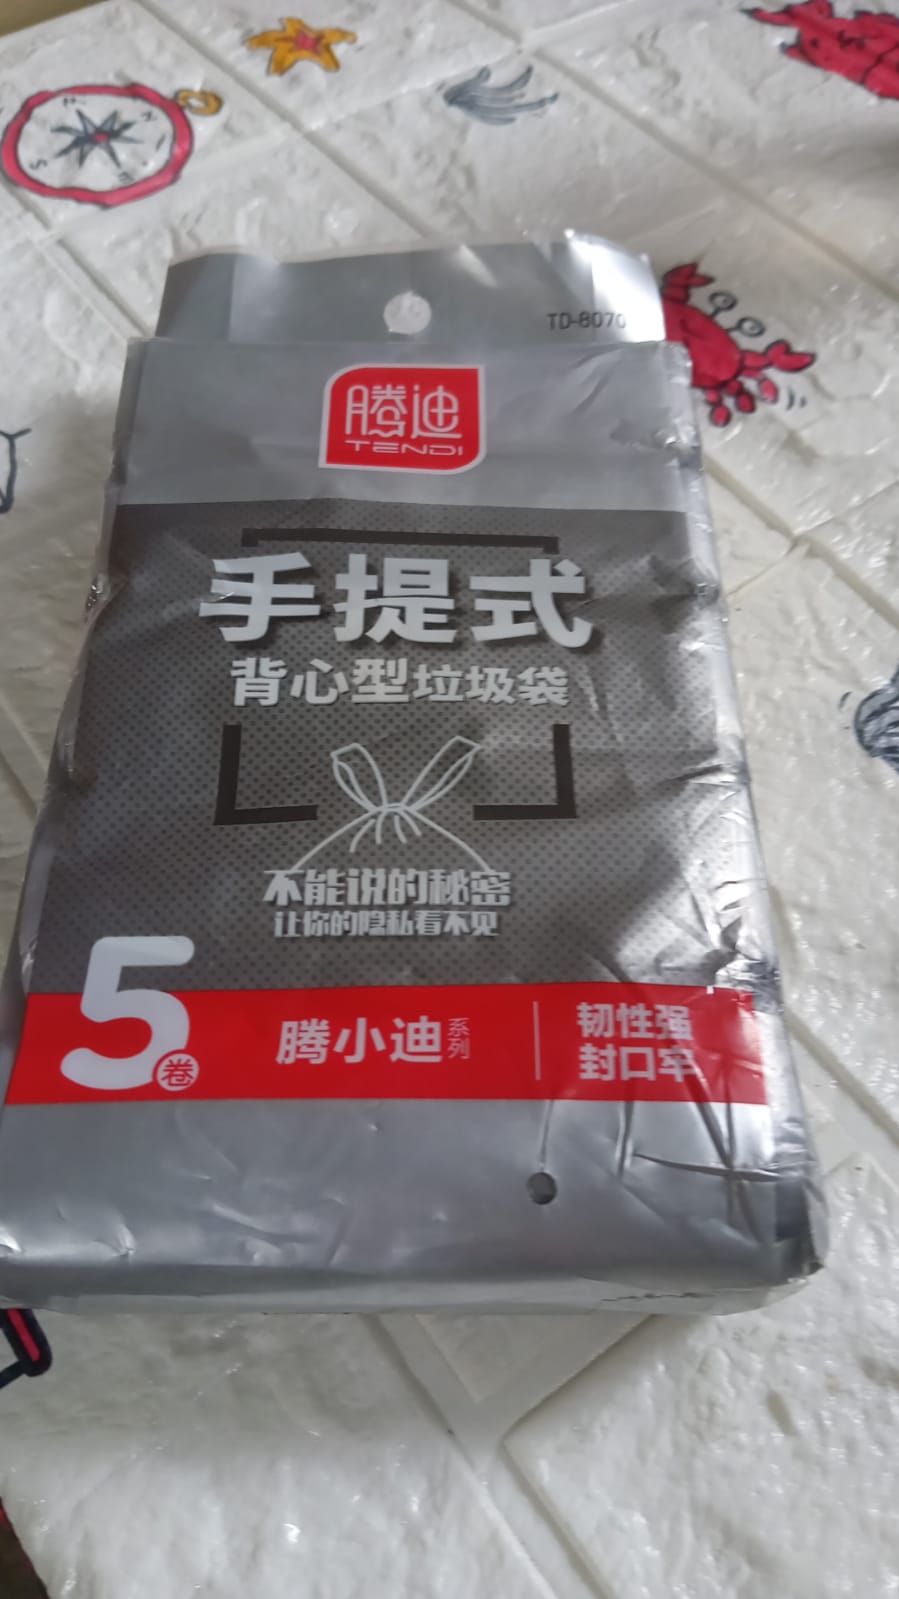 TD-8070
腾迪
TENDI
手提式
背心型垃圾袋
不能说的秘密
让你的隐私看不见
5卷
腾小迪系列
韧性强
封口牢